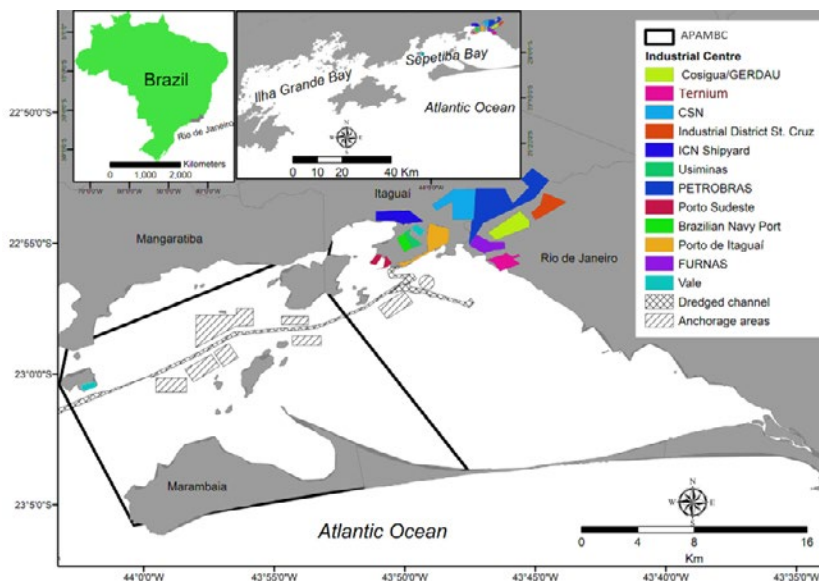 Brazil
Rio de Janeiro
Kilometers
0 1,000 2,000
Ilha Grande Bay
Sepetiba Bay
Atlantic Ocean
N
W E
S
0 10 20 40 Km
APAMBC
Industrial Centre
Cosigua/GERDAU
Ternium
CSN
Industrial District St. Cruz
ICN Shipyard
Usiminas
PETROBRAS
Porto Sudeste
Brazilian Navy Port
Porto de Itaguaí
FURNAS
Vale
Dredged channel
Anchorage areas
22°50'0"S
22°55'0"S
23°0'0"S
23°5'0"S
Itaguaí
Mangaratiba
Rio de Janeiro
Marambaia
Atlantic Ocean
N
W E
S
0 4 8 16
Km
44°0'0"W 43°55'0"W 43°50'0"W 43°45'0"W 43°40'0"W 43°35'0"W